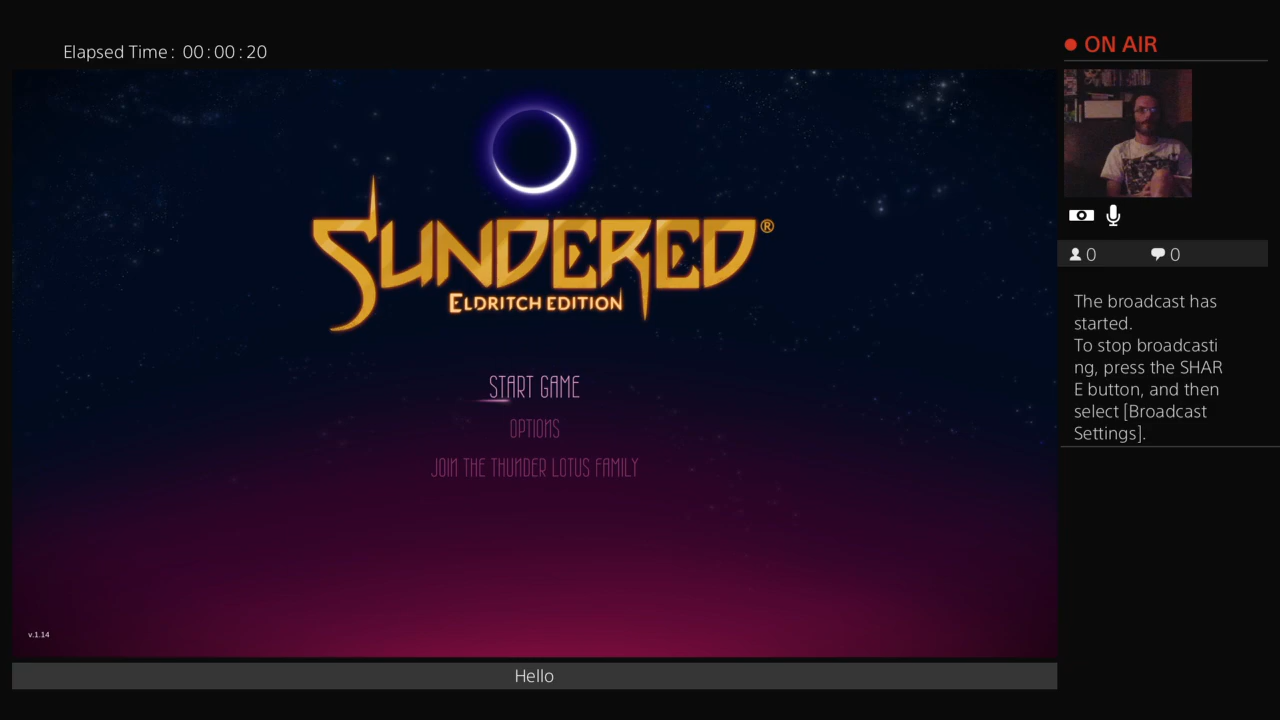 Elapsed Time: 00:00:20
ON AIR
SUNDERED®
ELDRITCH EDITION
START GAME
OPTIONS
JOIN THE THUNDER LOTUS FAMILY
v.1.14
Hello
0 0
The broadcast has
started.
To stop broadcasti
ng, press the SHAR
E button, and then
select [Broadcast
Settings].